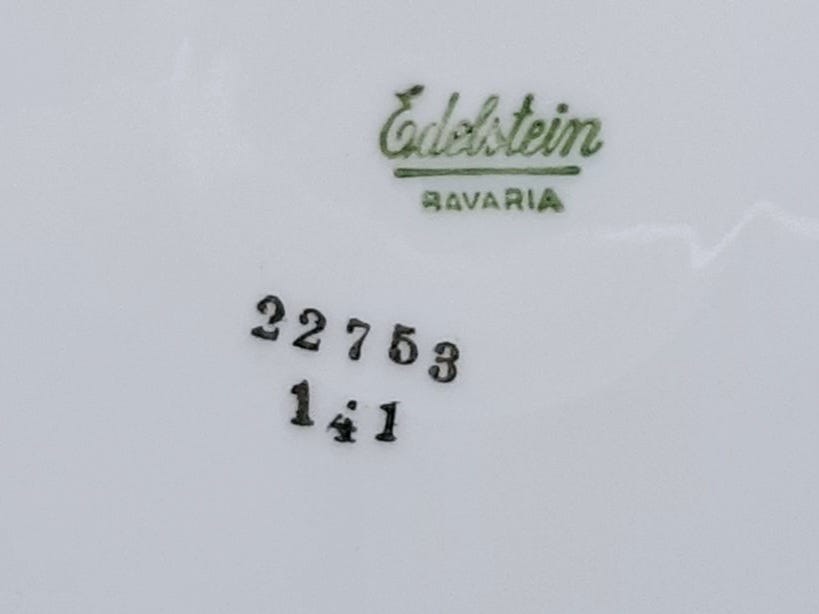 Edelstein
BAVARIA
22753
141